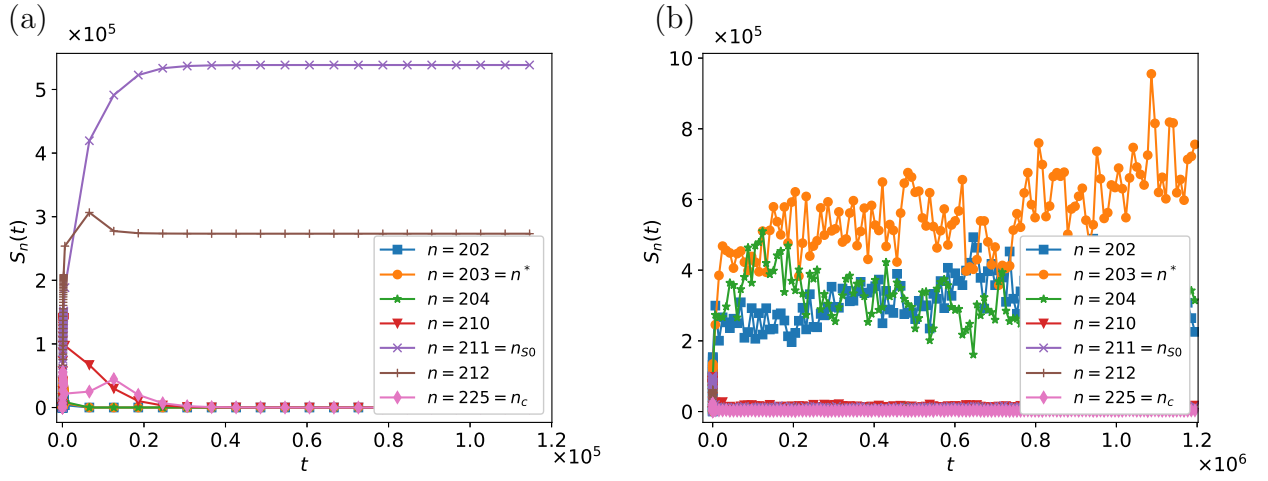 (a)
×10⁵
5
4
3
2
1
0
Sₙ(t)
n = 202
n = 203 = n*
n = 204
n = 210
n = 211 = n_S0
n = 212
n = 225 = n_c
0.0 0.2 0.4 0.6 0.8 1.0 1.2
×10⁵
t
(b)
×10⁵
10
8
6
4
2
0
Sₙ(t)
n = 202
n = 203 = n*
n = 204
n = 210
n = 211 = n_S0
n = 212
n = 225 = n_c
0.0 0.2 0.4 0.6 0.8 1.0 1.2
×10⁶
t